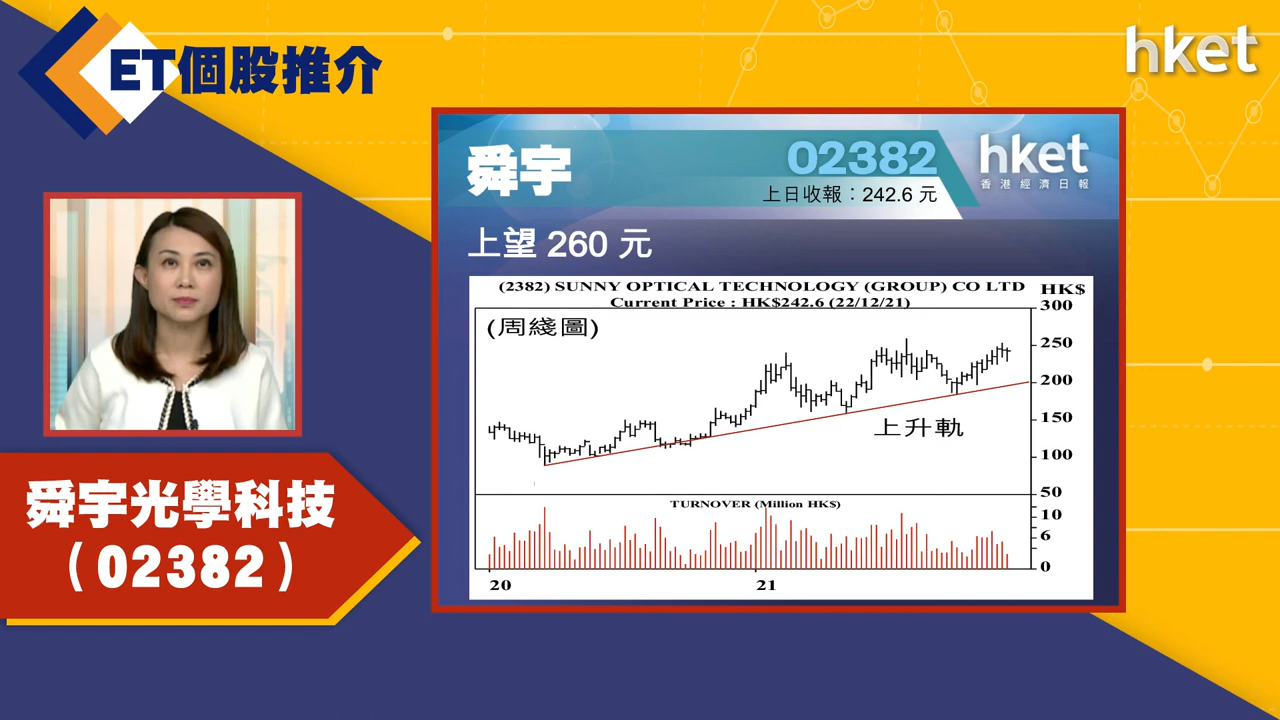 ET個股推介
hket
舜宇
02382
hket
香港經濟日報
上日收報：242.6 元
上望 260 元
(2382) SUNNY OPTICAL TECHNOLOGY (GROUP) CO LTD
HK$
Current Price : HK$242.6 (22/12/21)
(周綫圖)
300
250
200
150
100
50
上升軌
TURNOVER (Million HK$)
10
6
0
20
21
舜宇光學科技
（02382）